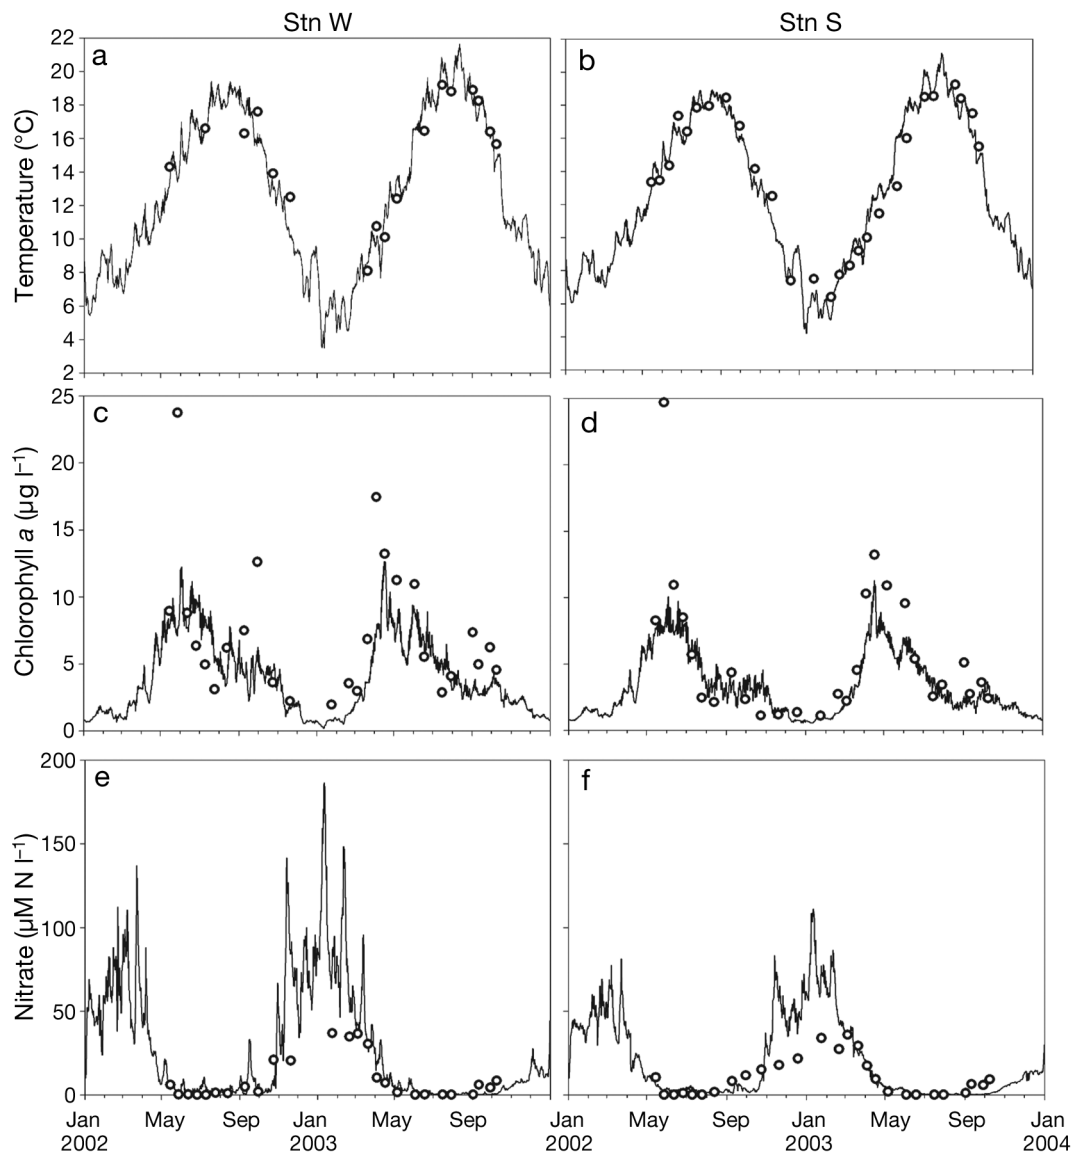 Stn W Stn S
a b
22
20
18
16
14
12
10
8
6
4
2
Temperature (°C)
c d
25
20
15
10
5
0
Chlorophyll a (µg l–1)
e f
200
150
100
50
0
Nitrate (µM N l–1)
Jan May Sep Jan May Sep Jan May Sep Jan May Sep Jan
2002 2003 2002 2003 2004